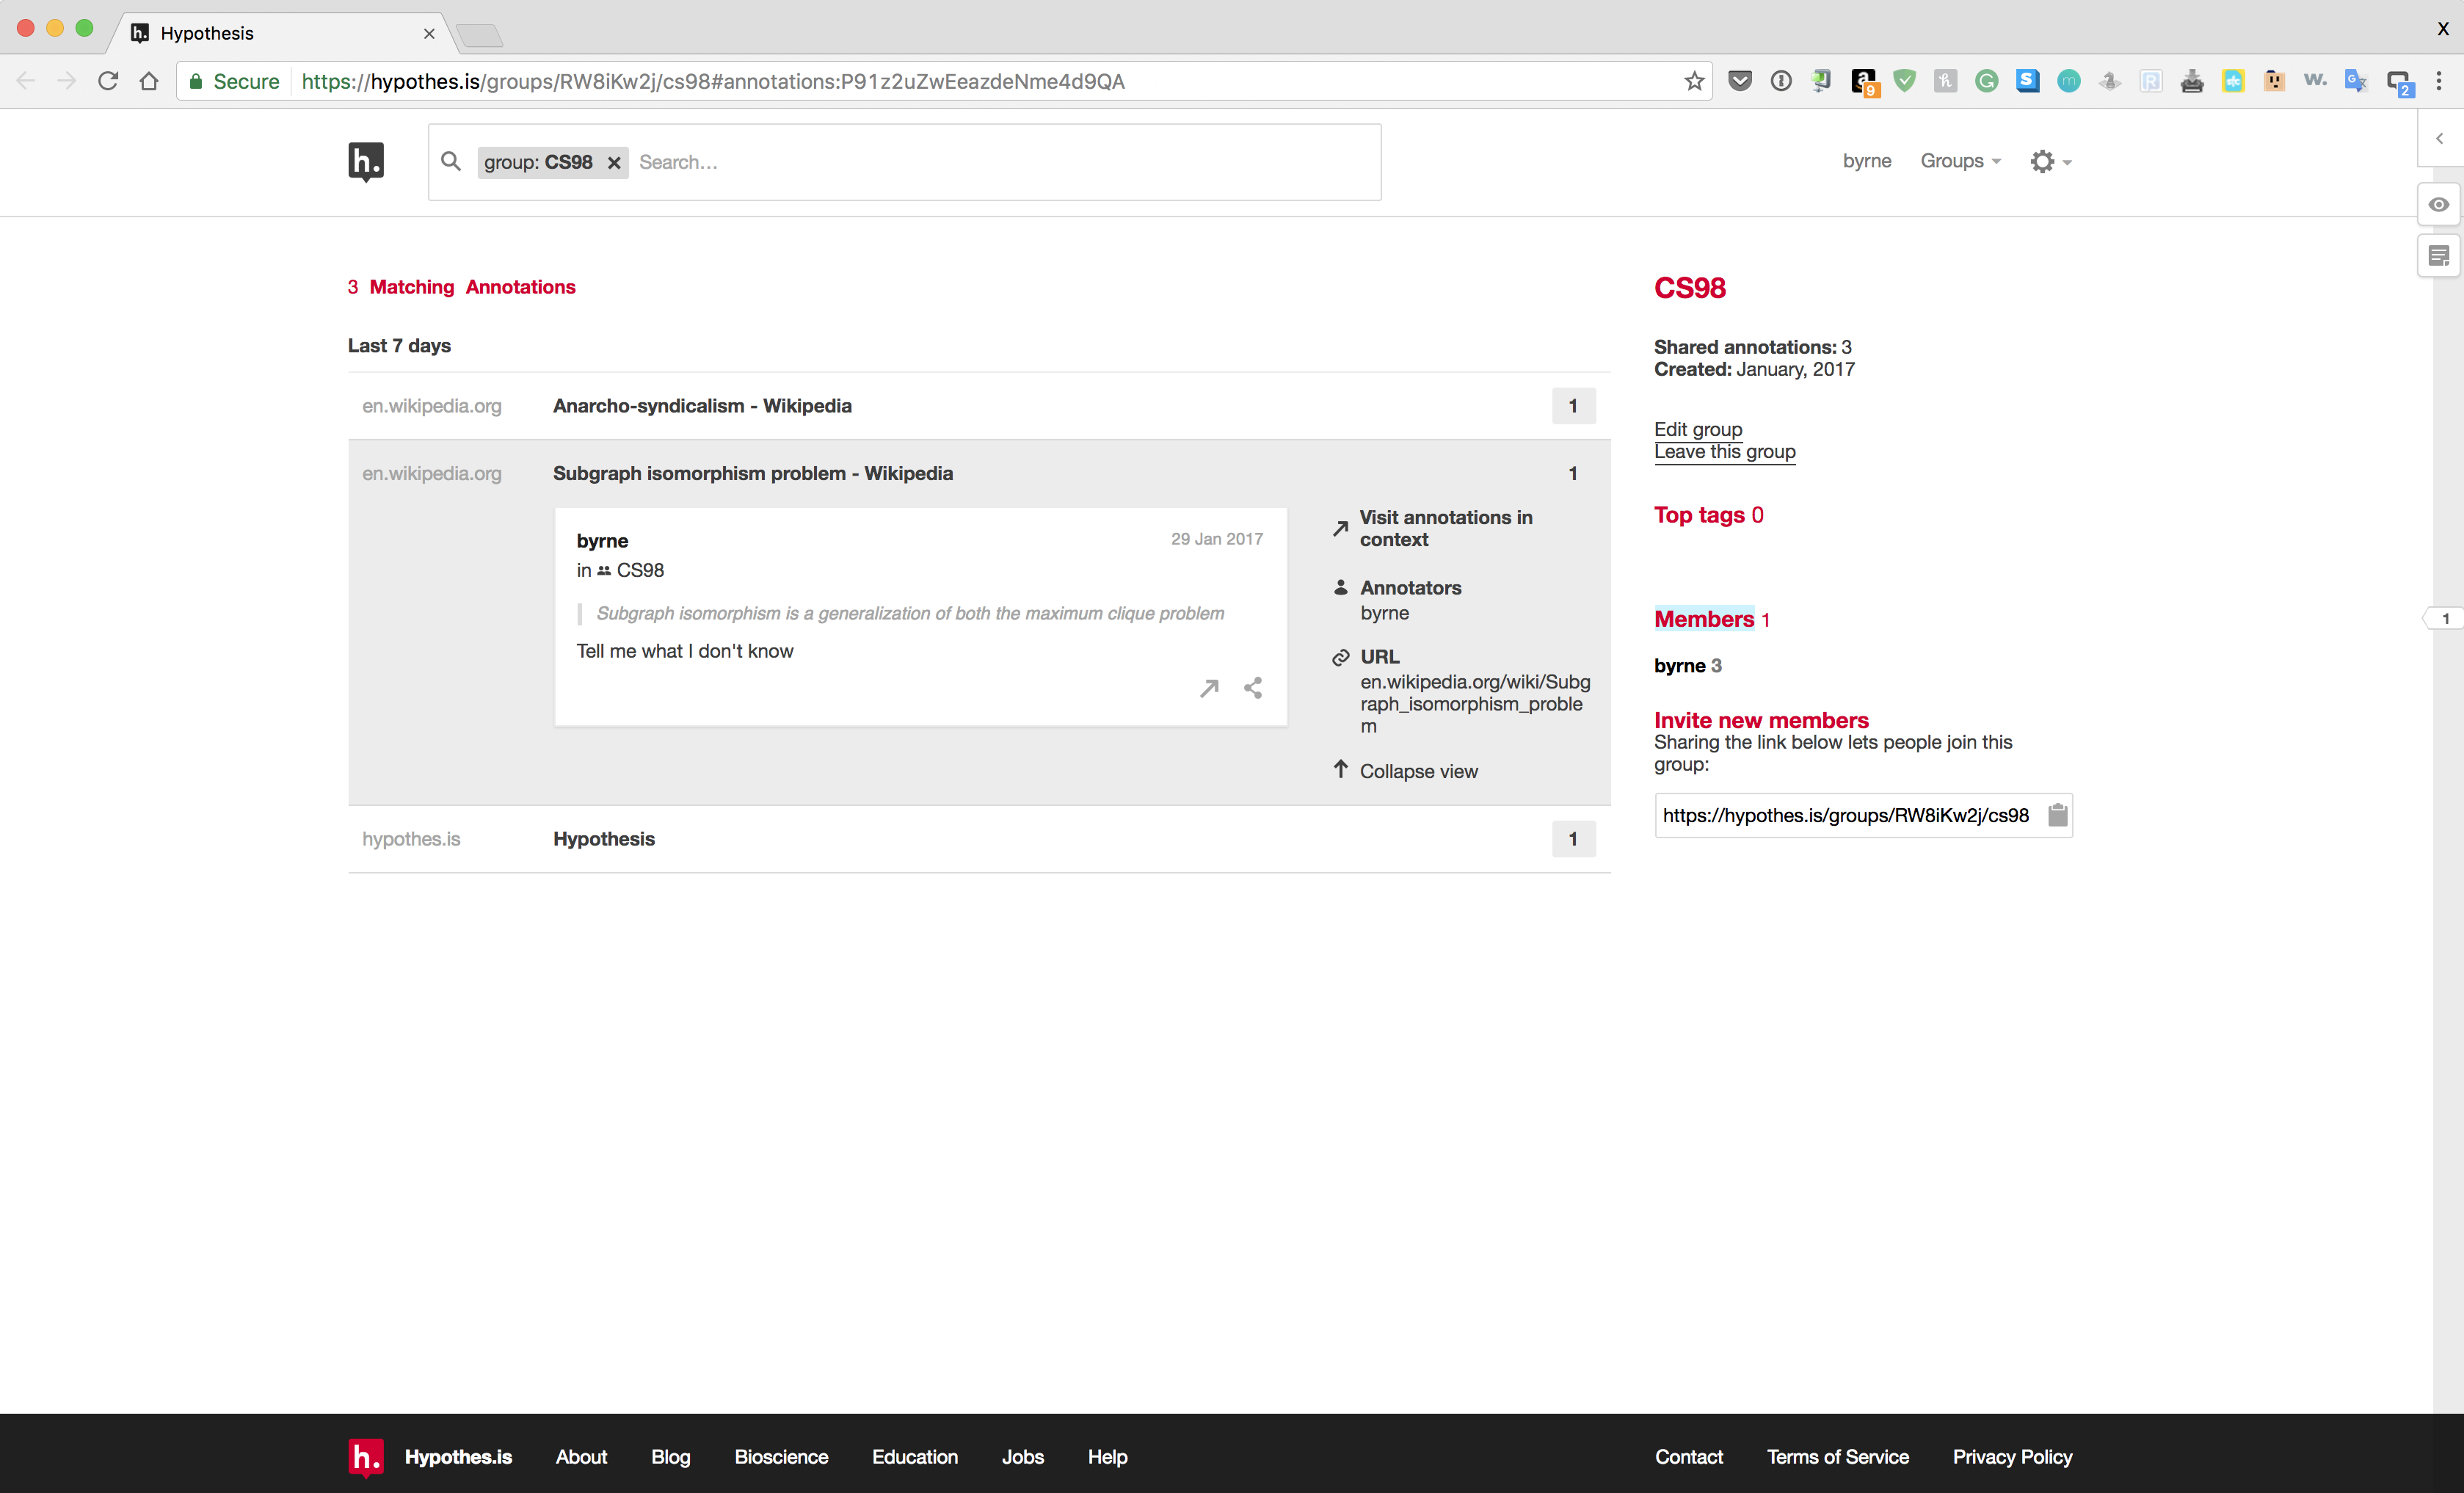 Hypothesis
X
Secure https://hypothes.is/groups/RW8iKw2j/cs98#annotations:P91z2uZwEeazdeNme4d9QA
9
2
h.
group: CS98 Search...
byrne Groups
3 Matching Annotations
Last 7 days
en.wikipedia.org Anarcho-syndicalism - Wikipedia 1
en.wikipedia.org Subgraph isomorphism problem - Wikipedia 1
byrne 29 Jan 2017
in CS98
Subgraph isomorphism is a generalization of both the maximum clique problem
Tell me what I don't know
Visit annotations in
context
Annotators
byrne
URL
en.wikipedia.org/wiki/Subg
raph_isomorphism_proble
m
Collapse view
hypothes.is Hypothesis 1
CS98
Shared annotations: 3
Created: January, 2017
Edit group
Leave this group
Top tags 0
Members 1
byrne 3
Invite new members
Sharing the link below lets people join this
group:
https://hypothes.is/groups/RW8iKw2j/cs98
1
h. Hypothes.is About Blog Bioscience Education Jobs Help
Contact Terms of Service Privacy Policy